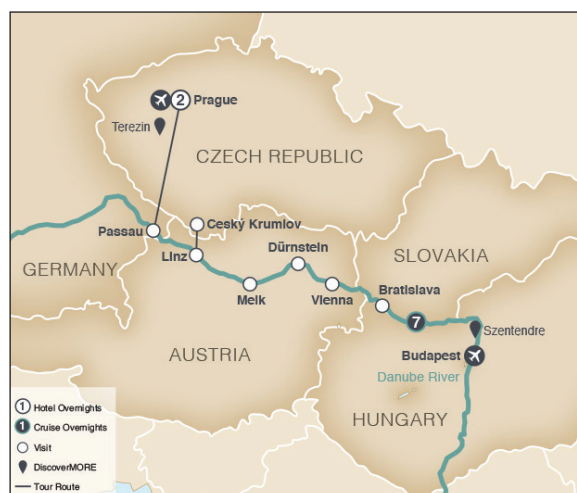 2 Prague
Terezin
CZECH REPUBLIC
Český Krumlov
Passau
Linz
Dürnstein
SLOVAKIA
GERMANY
Melk
Vienna
Bratislava
7
Szentendre
Budapest
AUSTRIA
Danube River
HUNGARY
1 Hotel Overnights
1 Cruise Overnights
Visit
DiscoverMORE
Tour Route